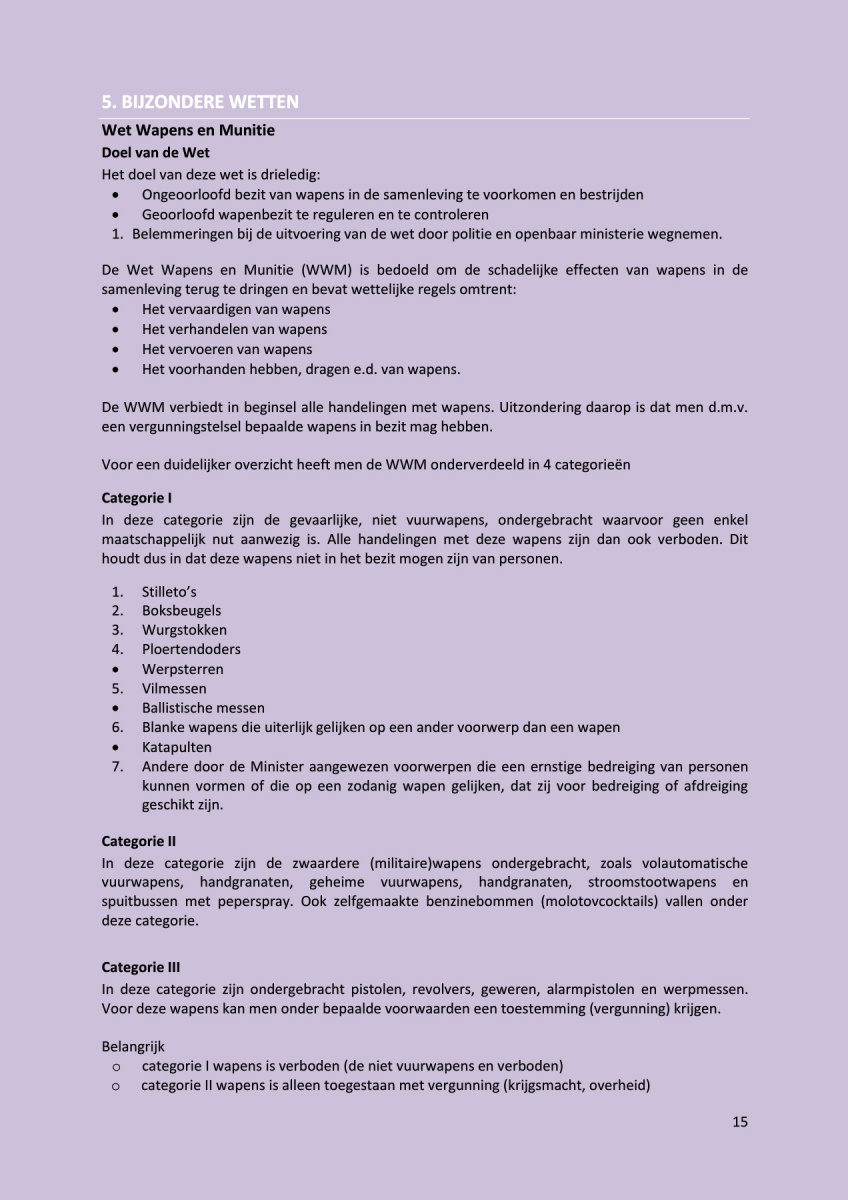 5. BIJZONDERE WETTEN
Wet Wapens en Munitie
Doel van de Wet
Het doel van deze wet is drieledig:
• Ongeoorloofd bezit van wapens in de samenleving te voorkomen en bestrijden
• Geoorloofd wapenbezit te reguleren en te controleren
1. Belemmeringen bij de uitvoering van de wet door politie en openbaar ministerie wegnemen.
De Wet Wapens en Munitie (WWM) is bedoeld om de schadelijke effecten van wapens in de
samenleving terug te dringen en bevat wettelijke regels omtrent:
• Het vervaardigen van wapens
• Het verhandelen van wapens
• Het vervoeren van wapens
• Het voorhanden hebben, dragen e.d. van wapens.
De WWM verbiedt in beginsel alle handelingen met wapens. Uitzondering daarop is dat men d.m.v.
een vergunningstelsel bepaalde wapens in bezit mag hebben.
Voor een duidelijker overzicht heeft men de WWM onderverdeeld in 4 categorieën
Categorie I
In deze categorie zijn de gevaarlijke, niet vuurwapens, ondergebracht waarvoor geen enkel
maatschappelijk nut aanwezig is. Alle handelingen met deze wapens zijn dan ook verboden. Dit
houdt dus in dat deze wapens niet in het bezit mogen zijn van personen.
1. Stilleto’s
2. Boksbeugels
3. Wurgstokken
4. Ploertendoders
• Werpsterren
5. Vilmessen
• Ballistische messen
6. Blanke wapens die uiterlijk gelijken op een ander voorwerp dan een wapen
• Katapulten
7. Andere door de Minister aangewezen voorwerpen die een ernstige bedreiging van personen
kunnen vormen of die op een zodanig wapen gelijken, dat zij voor bedreiging of afdreiging
geschikt zijn.
Categorie II
In deze categorie zijn de zwaardere (militaire)wapens ondergebracht, zoals volautomatische
vuurwapens, handgranaten, geheime vuurwapens, handgranaten, stroomstootwapens en
spuitbussen met peperspray. Ook zelfgemaakte benzinebommen (molotovcocktails) vallen onder
deze categorie.
Categorie III
In deze categorie zijn ondergebracht pistolen, revolvers, geweren, alarmpistolen en werpmessen.
Voor deze wapens kan men onder bepaalde voorwaarden een toestemming (vergunning) krijgen.
Belangrijk
o categorie I wapens is verboden (de niet vuurwapens en verboden)
o categorie II wapens is alleen toegestaan met vergunning (krijgsmacht, overheid)
15